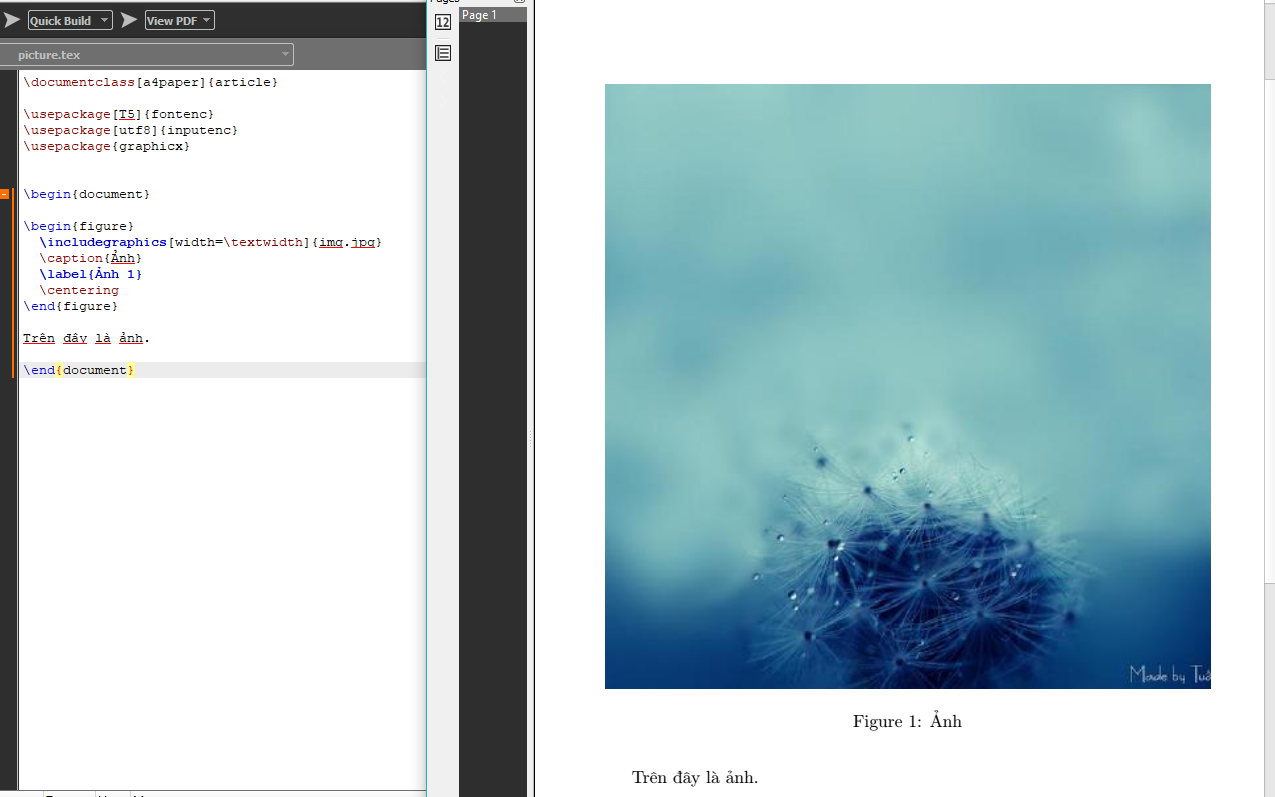 Quick Build
View PDF
picture.tex
\documentclass[a4paper]{article}
\usepackage[T5]{fontenc}
\usepackage[utf8]{inputenc}
\usepackage{graphicx}
\begin{document}
\begin{figure}
\includegraphics[width=\textwidth]{img.jpg}
\caption{Ảnh}
\label{Ảnh 1}
\centering
\end{figure}
Trên đây là ảnh.
\end{document}
12
Page 1
Made by
Figure 1: Ảnh
Trên đây là ảnh.